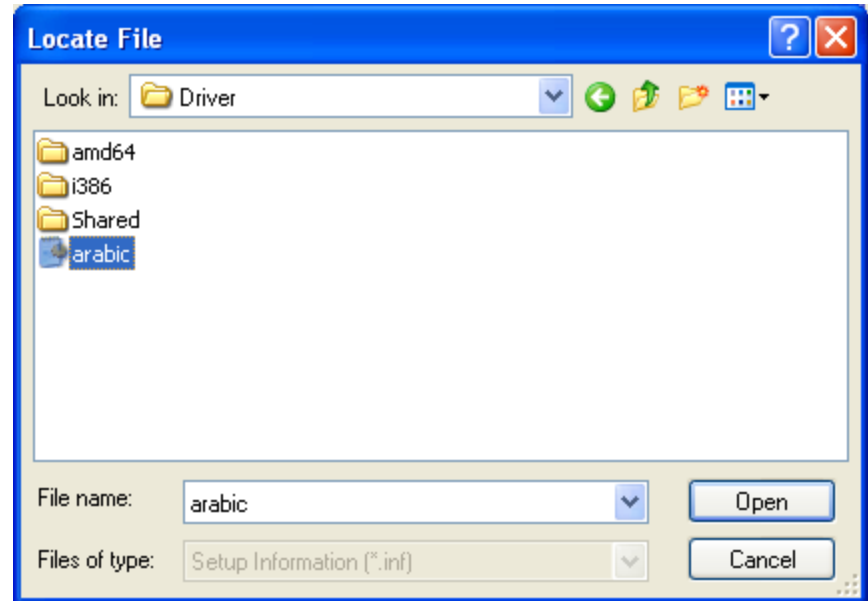 Locate File
Look in: Driver
amd64
i386
Shared
arabic
File name: arabic Open
Files of type: Setup Information (*.inf) Cancel